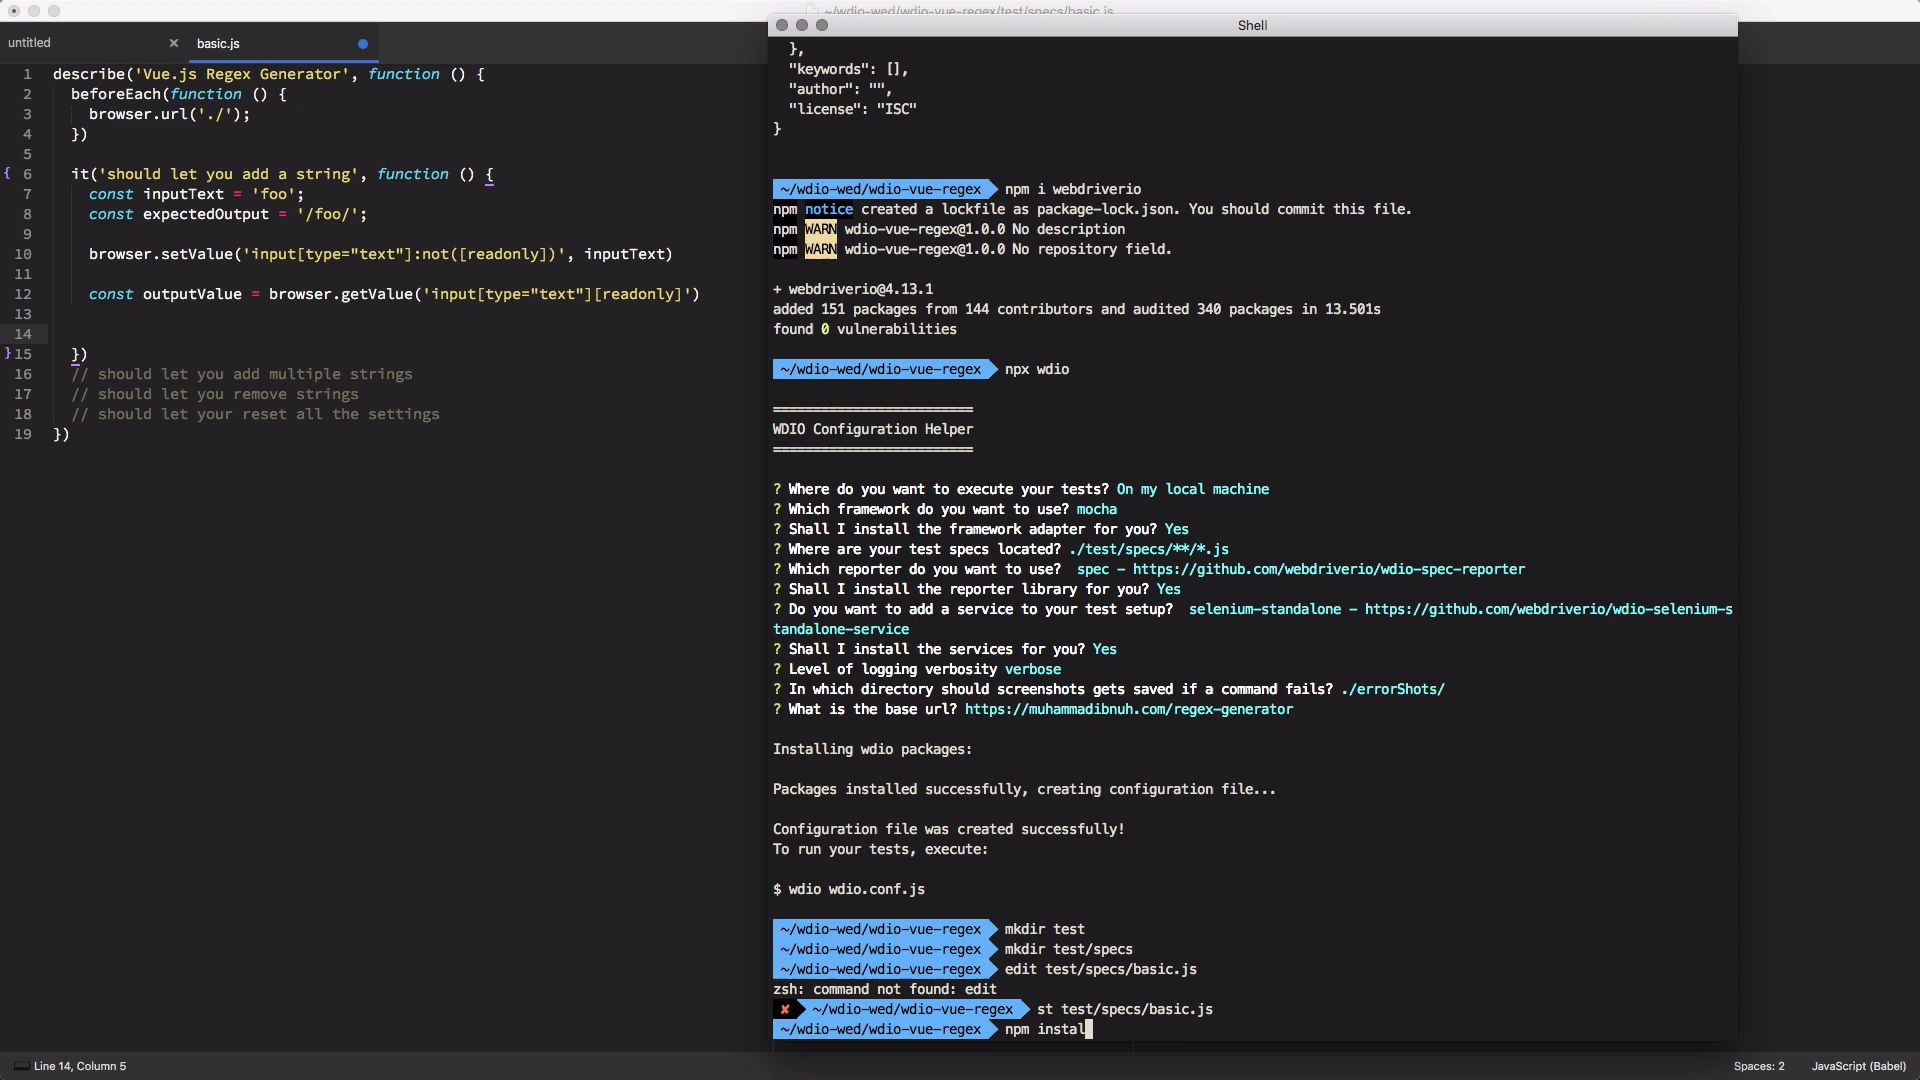 ~/wdio-wed/wdio-vue-regex/test/specs/basic.js
untitled
basic.js
1 describe('Vue.js Regex Generator', function () {
2 beforeEach(function () {
3 browser.url('./');
4 })
5
{ 6 it('should let you add a string', function () {
7 const inputText = 'foo';
8 const expectedOutput = '/foo/';
9
10 browser.setValue('input[type="text"]:not([readonly])', inputText)
11
12 const outputValue = browser.getValue('input[type="text"][readonly]')
13
14
} 15 })
16 // should let you add multiple strings
17 // should let you remove strings
18 // should let your reset all the settings
19 })
Shell
},
"keywords": [],
"author": "",
"license": "ISC"
}
~/wdio-wed/wdio-vue-regex npm i webdriverio
npm notice created a lockfile as package-lock.json. You should commit this file.
npm WARN wdio-vue-regex@1.0.0 No description
npm WARN wdio-vue-regex@1.0.0 No repository field.
+ webdriverio@4.13.1
added 151 packages from 144 contributors and audited 340 packages in 13.501s
found 0 vulnerabilities
~/wdio-wed/wdio-vue-regex npx wdio
=========================
WDIO Configuration Helper
=========================
? Where do you want to execute your tests? On my local machine
? Which framework do you want to use? mocha
? Shall I install the framework adapter for you? Yes
? Where are your test specs located? ./test/specs/**/*.js
? Which reporter do you want to use?  spec - https://github.com/webdriverio/wdio-spec-reporter
? Shall I install the reporter library for you? Yes
? Do you want to add a service to your test setup?  selenium-standalone - https://github.com/webdriverio/wdio-selenium-s
tandalone-service
? Shall I install the services for you? Yes
? Level of logging verbosity verbose
? In which directory should screenshots gets saved if a command fails? ./errorShots/
? What is the base url? https://muhammadibnuh.com/regex-generator
Installing wdio packages:
Packages installed successfully, creating configuration file...
Configuration file was created successfully!
To run your tests, execute:
$ wdio wdio.conf.js
~/wdio-wed/wdio-vue-regex mkdir test
~/wdio-wed/wdio-vue-regex mkdir test/specs
~/wdio-wed/wdio-vue-regex edit test/specs/basic.js
zsh: command not found: edit
✘ ~/wdio-wed/wdio-vue-regex st test/specs/basic.js
~/wdio-wed/wdio-vue-regex npm instal
Line 14, Column 5
Spaces: 2
JavaScript (Babel)